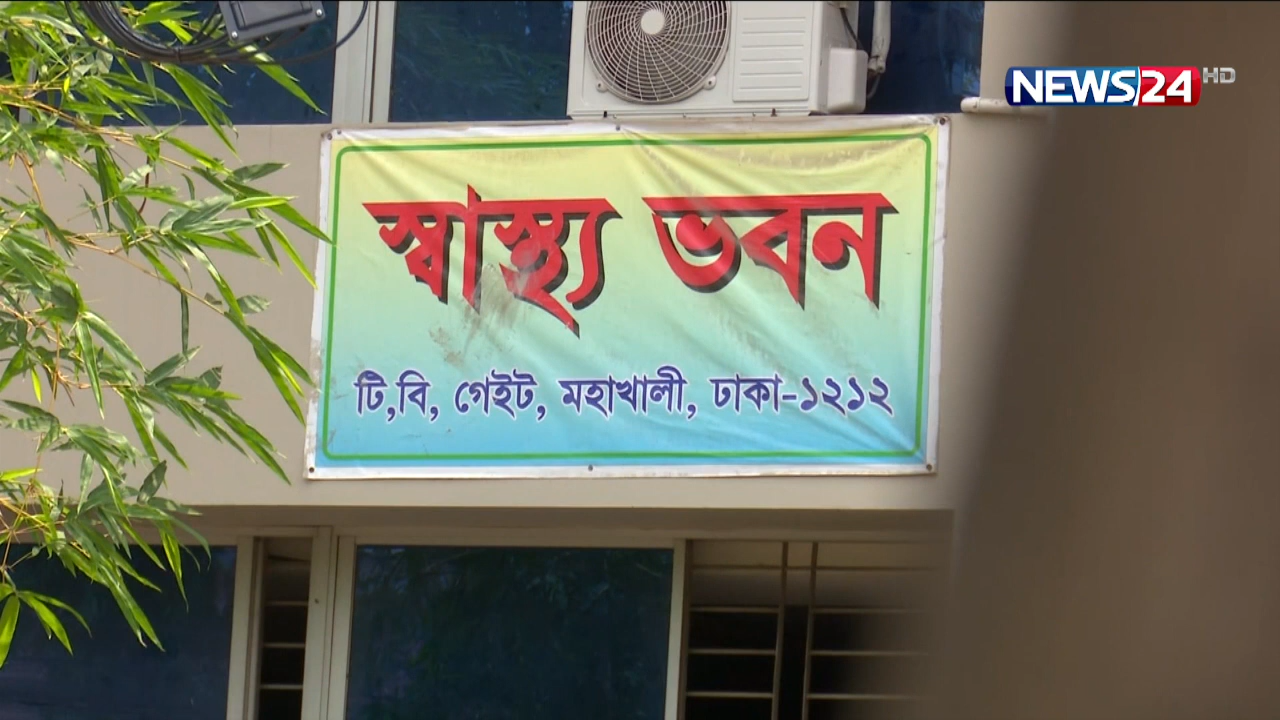 NEWS24 HD
স্বাস্থ্য ভবন
টি,বি, গেইট, মহাখালী, ঢাকা-১২১২